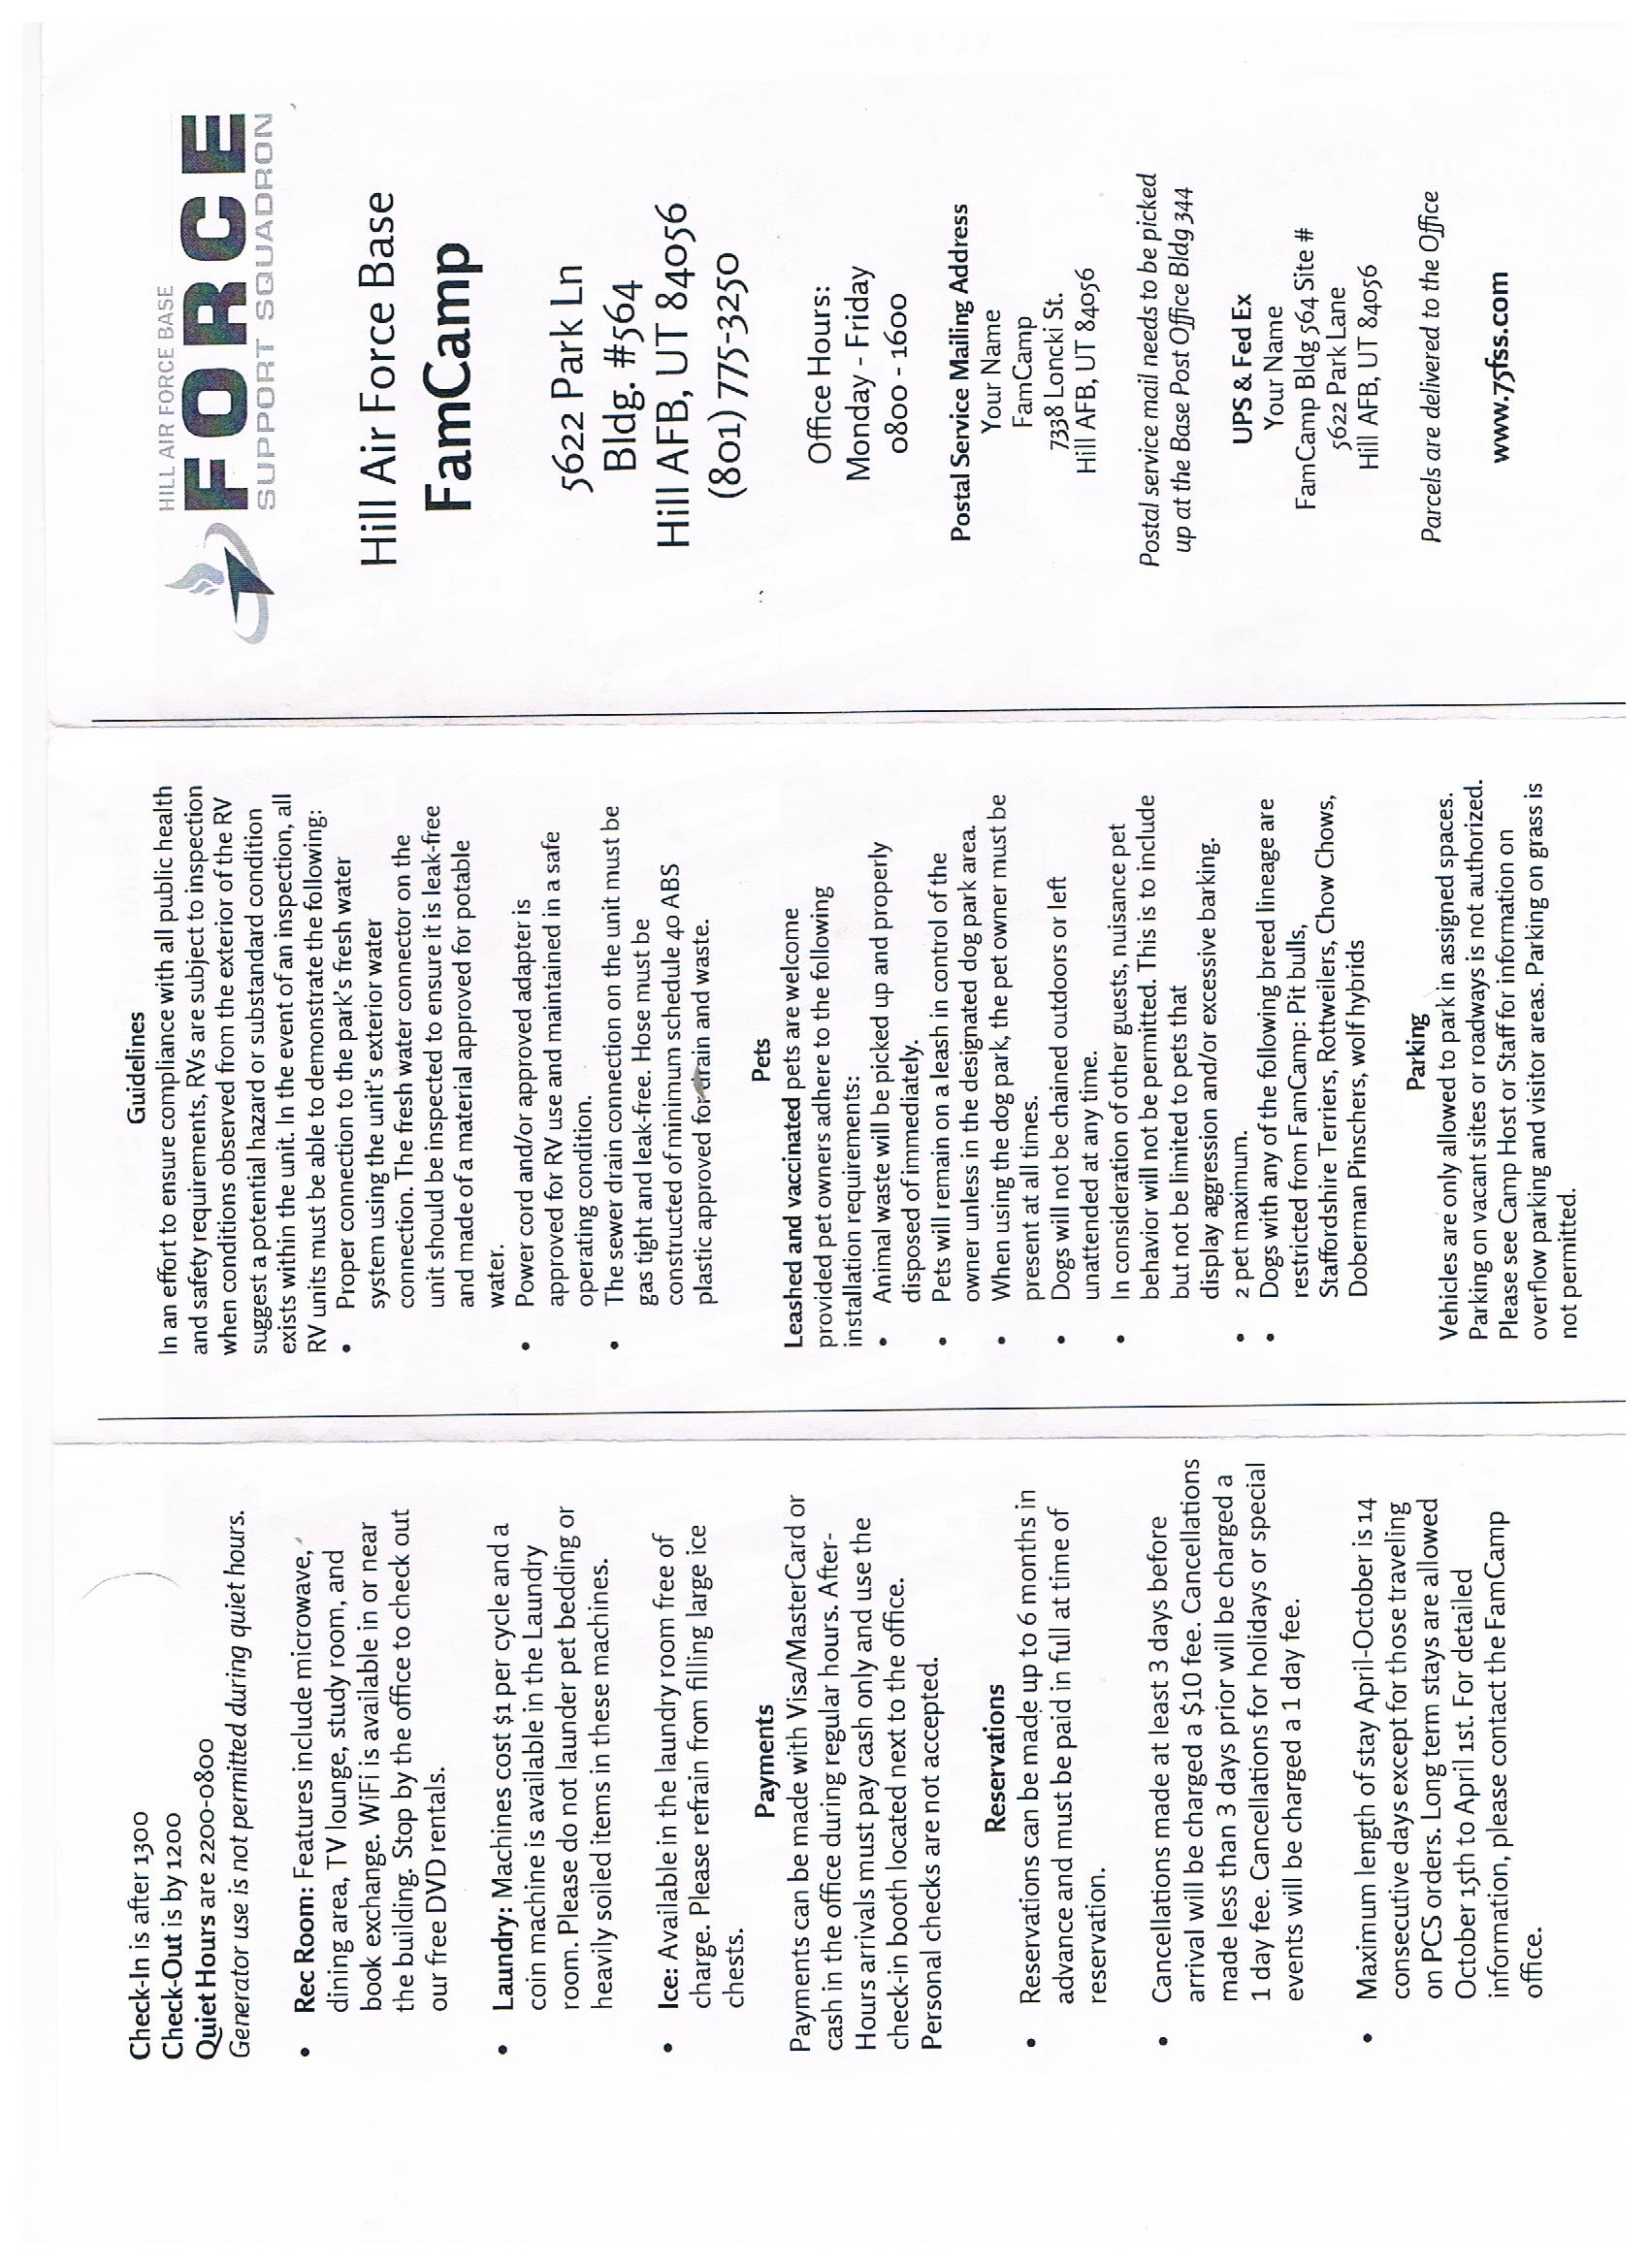 Check-In is after 1300
Check-Out is by 1200
Quiet Hours are 2200-0800
Generator use is not permitted during quiet hours.
• Rec Room: Features include microwave,
dining area, TV lounge, study room, and
book exchange. WiFi is available in or near
the building. Stop by the office to check out
our free DVD rentals.
• Laundry: Machines cost $1 per cycle and a
coin machine is available in the Laundry
room. Please do not launder pet bedding or
heavily soiled items in these machines.
• Ice: Available in the laundry room free of
charge. Please refrain from filling large ice
chests.
Payments
Payments can be made with Visa/MasterCard or
cash in the office during regular hours. After-
Hours arrivals must pay cash only and use the
check-in booth located next to the office.
Personal checks are not accepted.
Reservations
• Reservations can be made up to 6 months in
advance and must be paid in full at time of
reservation.
• Cancellations made at least 3 days before
arrival will be charged a $10 fee. Cancellations
made less than 3 days prior will be charged a
1 day fee. Cancellations for holidays or special
events will be charged a 1 day fee.
• Maximum length of stay April-October is 14
consecutive days except for those traveling
on PCS orders. Long term stays are allowed
October 15th to April 1st. For detailed
information, please contact the FamCamp
office.
Guidelines
In an effort to ensure compliance with all public health
and safety requirements, RVs are subject to inspection
when conditions observed from the exterior of the RV
suggest a potential hazard or substandard condition
exists within the unit. In the event of an inspection, all
RV units must be able to demonstrate the following:
• Proper connection to the park's fresh water
system using the unit's exterior water
connection. The fresh water connector on the
unit should be inspected to ensure it is leak-free
and made of a material approved for potable
water.
• Power cord and/or approved adapter is
approved for RV use and maintained in a safe
operating condition.
• The sewer drain connection on the unit must be
gas tight and leak-free. Hose must be
constructed of minimum schedule 40 ABS
plastic approved for drain and waste.
Pets
Leashed and vaccinated pets are welcome
provided pet owners adhere to the following
installation requirements:
• Animal waste will be picked up and properly
disposed of immediately.
• Pets will remain on a leash in control of the
owner unless in the designated dog park area.
• When using the dog park, the pet owner must be
present at all times.
• Dogs will not be chained outdoors or left
unattended at any time.
• In consideration of other guests, nuisance pet
behavior will not be permitted. This is to include
but not be limited to pets that
display aggression and/or excessive barking.
• 2 pet maximum.
• Dogs with any of the following breed lineage are
restricted from FamCamp: Pit bulls,
Staffordshire Terriers, Rottweilers, Chow Chows,
Doberman Pinschers, wolf hybrids
Parking
Vehicles are only allowed to park in assigned spaces.
Parking on vacant sites or roadways is not authorized.
Please see Camp Host or Staff for information on
overflow parking and visitor areas. Parking on grass is
not permitted.
HILL AIR FORCE BASE
FORCE
SUPPORT SQUADRON
Hill Air Force Base
FamCamp
5622 Park Ln
Bldg. #564
Hill AFB, UT 84056
(801) 775-3250
Office Hours:
Monday - Friday
0800 - 1600
Postal Service Mailing Address
Your Name
FamCamp
7338 Loncki St.
Hill AFB, UT 84056
Postal service mail needs to be picked
up at the Base Post Office Bldg 344
UPS & Fed Ex
Your Name
FamCamp Bldg 564 Site #
5622 Park Lane
Hill AFB, UT 84056
Parcels are delivered to the Office
www.75fss.com